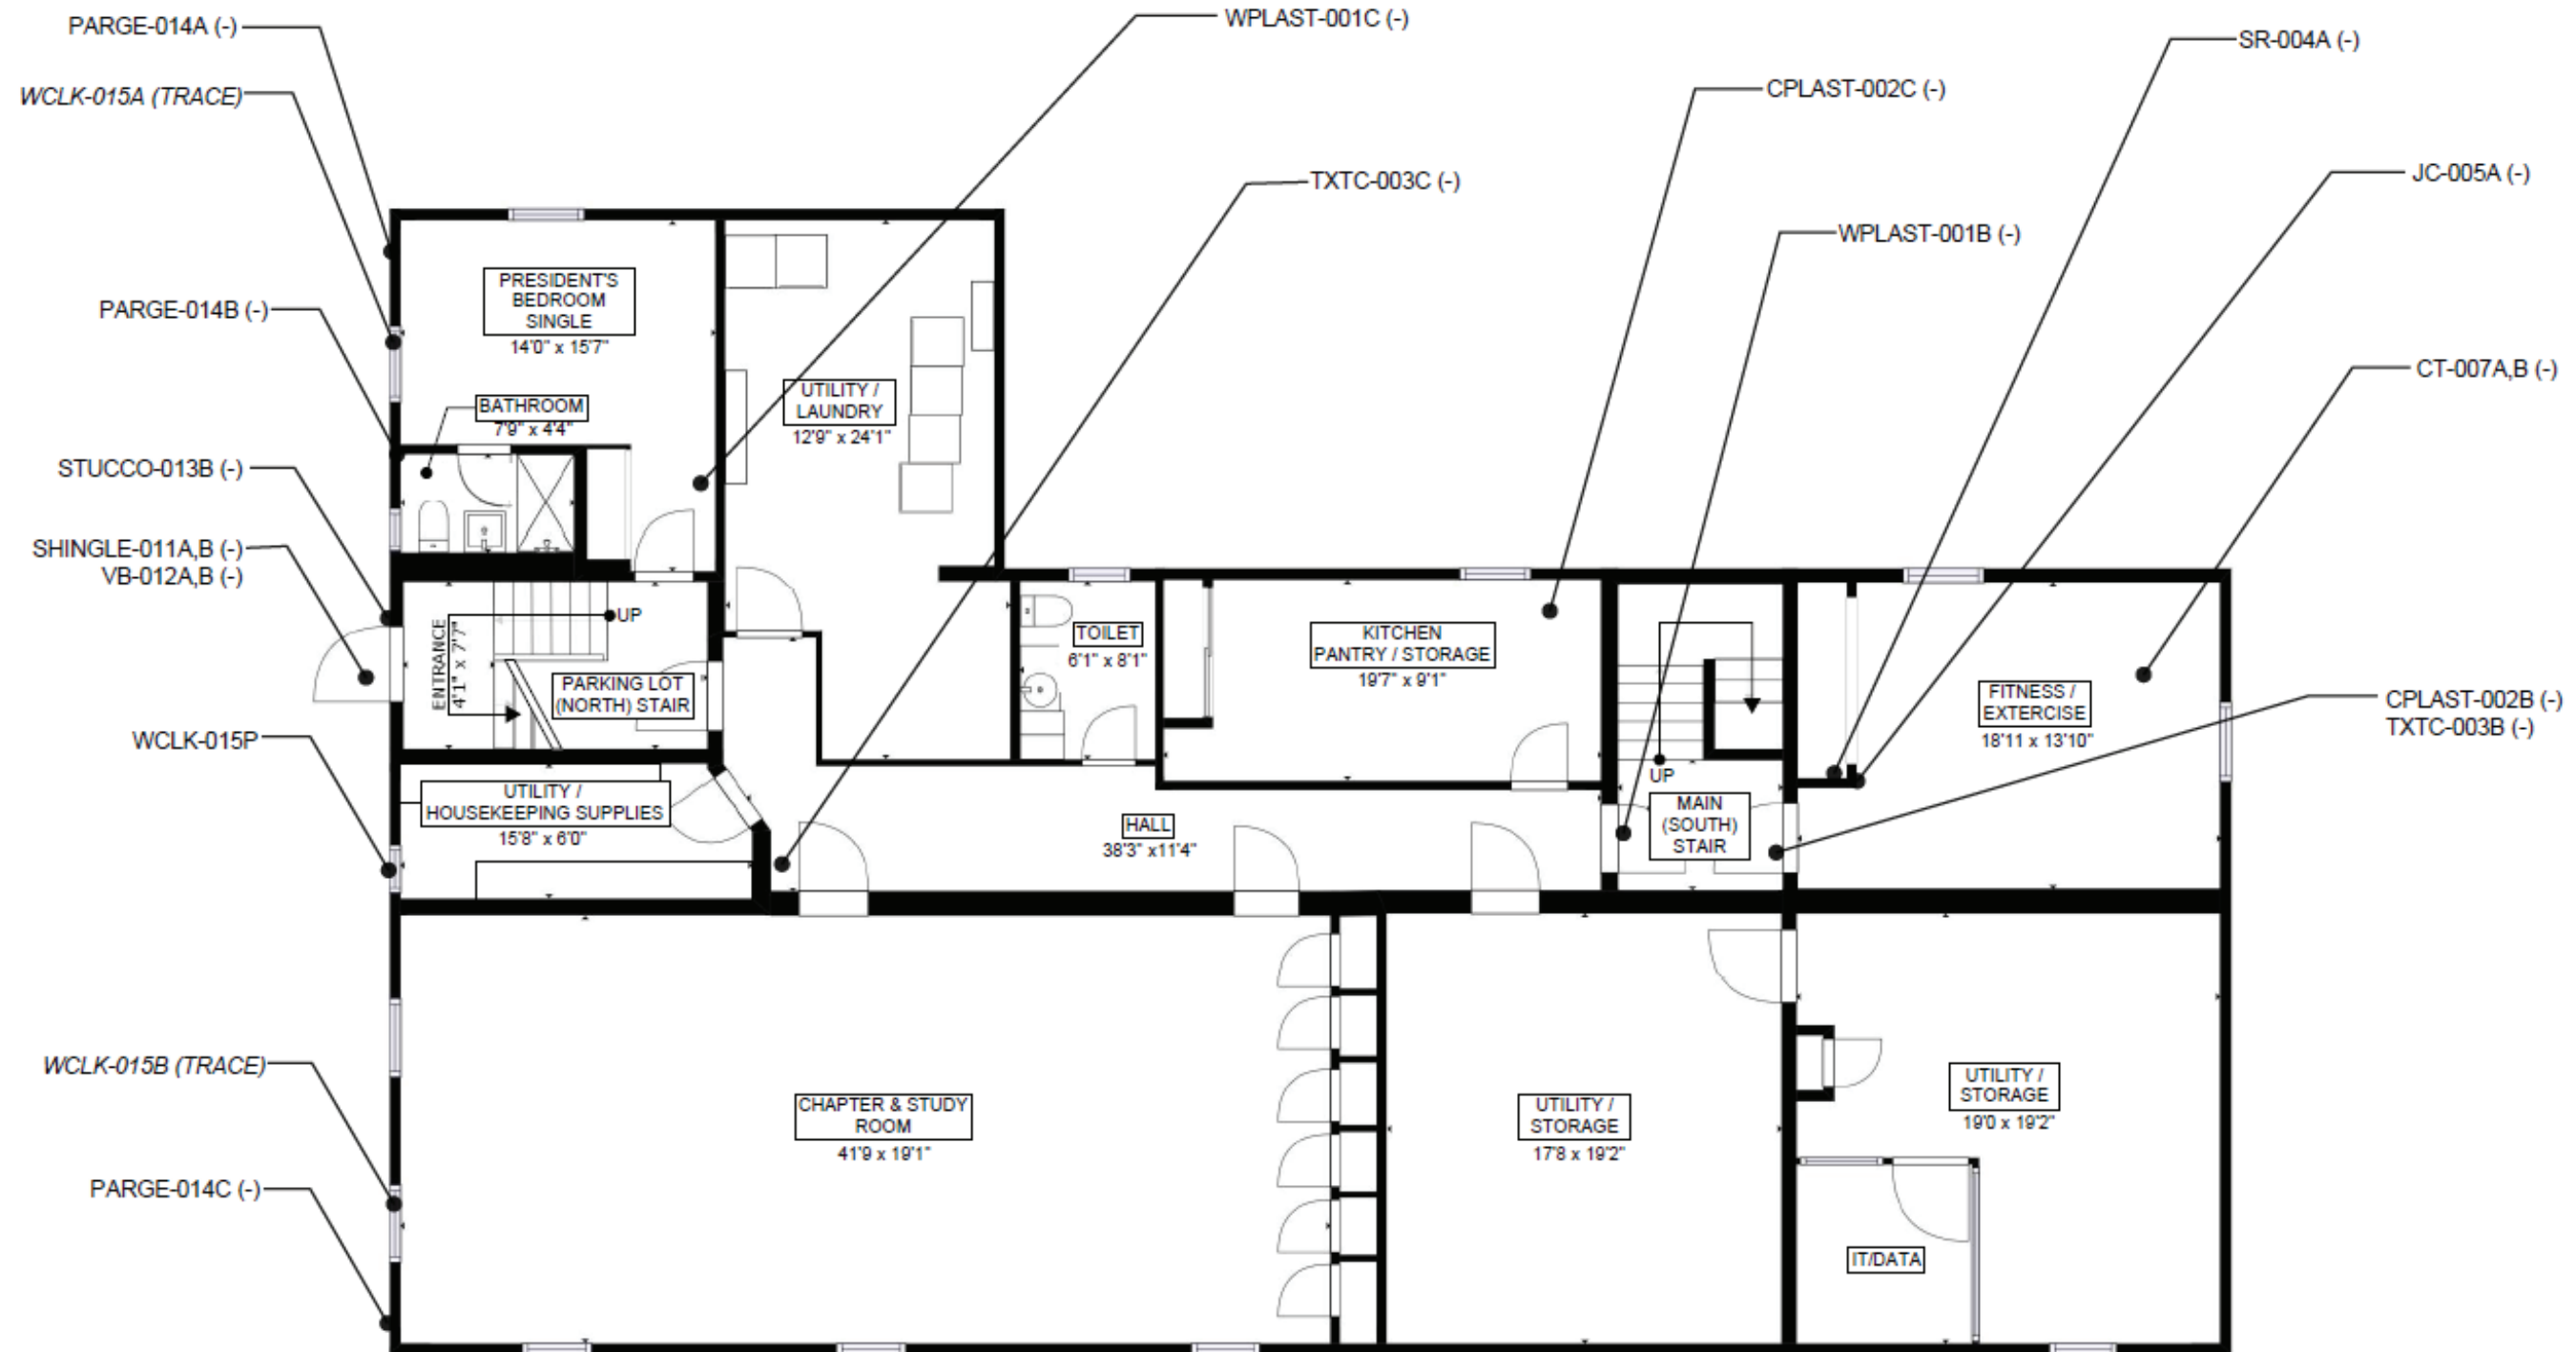 PARGE-014A (-)
WPLAST-001C (-)
SR-004A (-)
WCLK-015A (TRACE)
CPLAST-002C (-)
TXTC-003C (-)
JC-005A (-)
WPLAST-001B (-)
PARGE-014B (-)
PRESIDENT'S
BEDROOM
SINGLE
14'0" x 15'7"
CT-007A,B (-)
BATHROOM
7'9" x 4'4"
UTILITY /
LAUNDRY
12'9" x 24'1"
STUCCO-013B (-)
SHINGLE-011A,B (-)
VB-012A,B (-)
UP
ENTRANCE
4'1" x 7'7"
PARKING LOT
(NORTH) STAIR
TOILET
6'1" x 8'1"
KITCHEN
PANTRY / STORAGE
19'7" x 9'1"
FITNESS /
EXTERCISE
18'11 x 13'10"
CPLAST-002B (-)
TXTC-003B (-)
WCLK-015P
UTILITY /
HOUSEKEEPING SUPPLIES
15'8" x 6'0"
HALL
38'3" x11'4"
UP
MAIN
(SOUTH)
STAIR
WCLK-015B (TRACE)
PARGE-014C (-)
CHAPTER & STUDY
ROOM
41'9 x 19'1"
UTILITY /
STORAGE
17'8 x 19'2"
UTILITY /
STORAGE
19'0 x 19'2"
IT/DATA